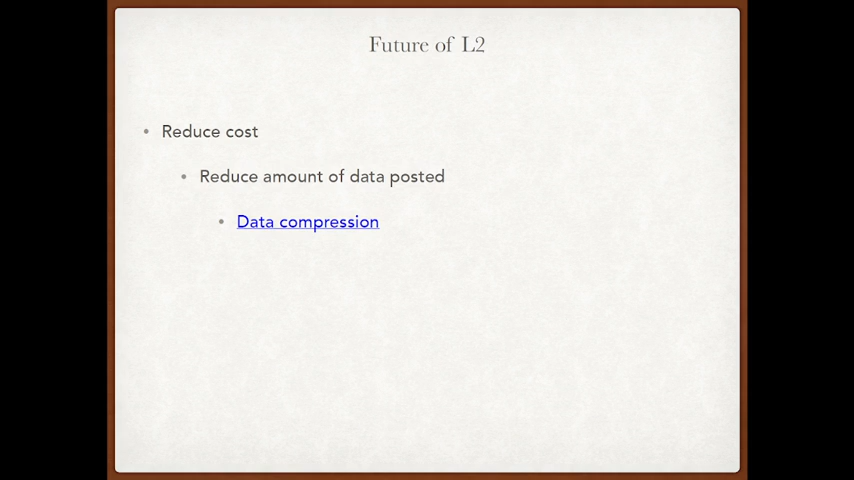 Future of L2
• Reduce cost
• Reduce amount of data posted
• Data compression